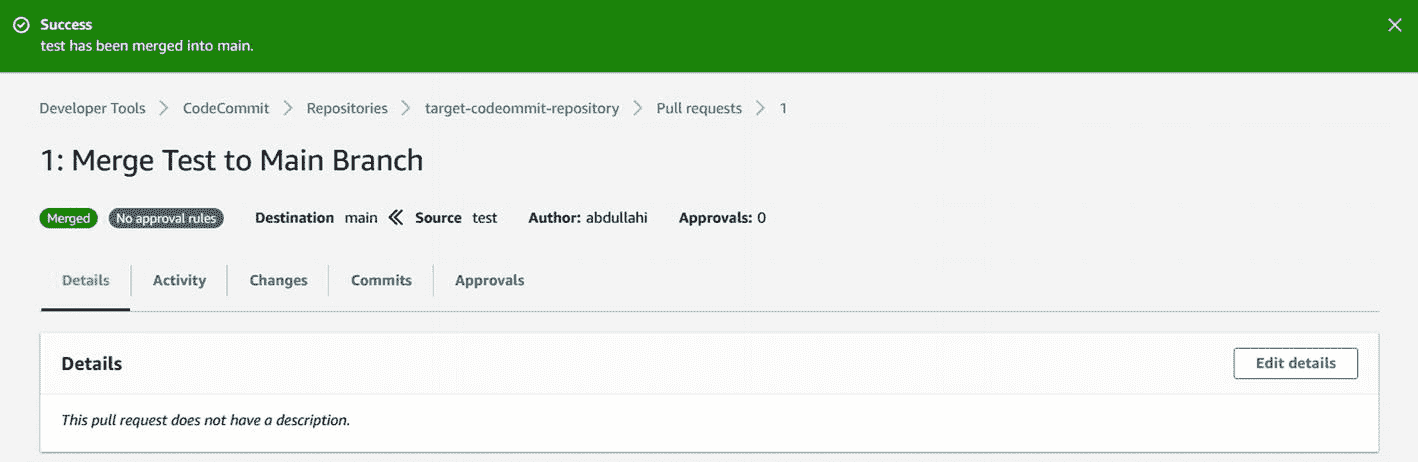 Success
test has been merged into main.
Developer Tools > CodeCommit > Repositories > target-codeommit-repository > Pull requests > 1
1: Merge Test to Main Branch
Merged No approval rules Destination main « Source test Author: abdullahi Approvals: 0
Details Activity Changes Commits Approvals
Details Edit details
This pull request does not have a description.